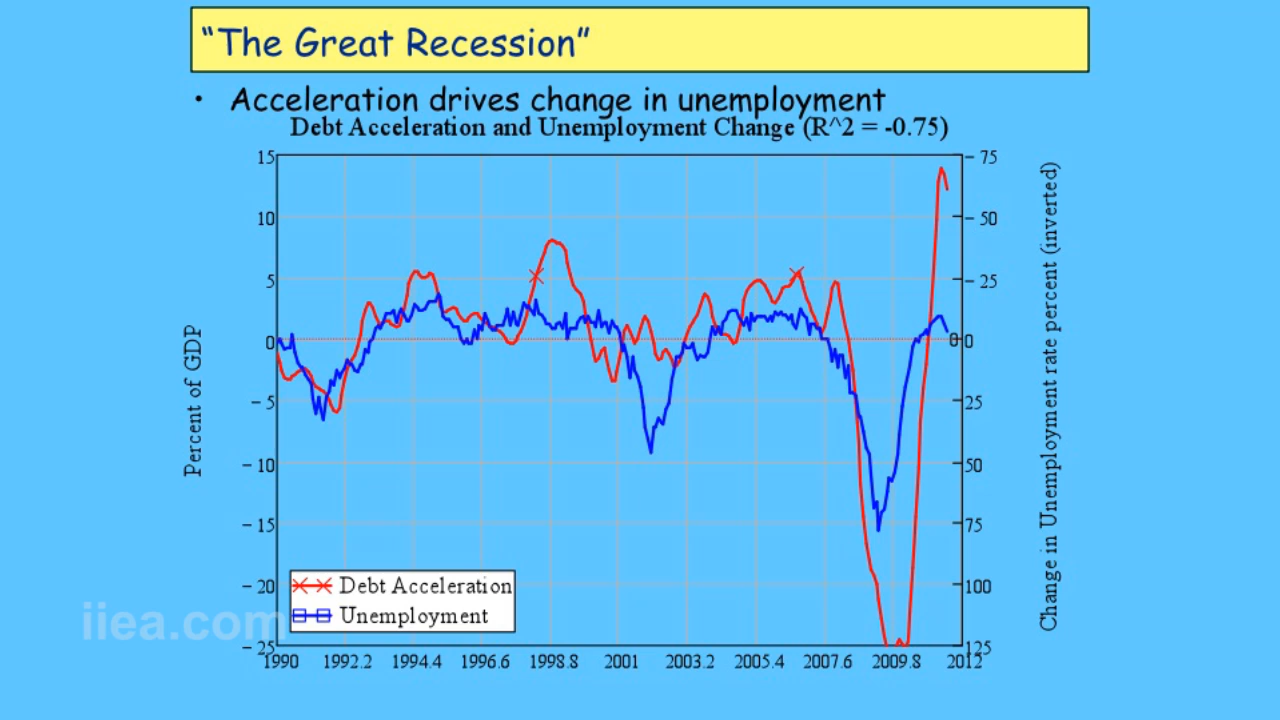 “The Great Recession”
• Acceleration drives change in unemployment
Debt Acceleration and Unemployment Change (R^2 = -0.75)
Percent of GDP
15
10
5
0
− 5
− 10
− 15
− 20
− 25
− 75
− 50
− 25
0
0
25
50
75
100
125
Change in Unemployment rate percent (inverted)
Debt Acceleration
Unemployment
iiea.com
1990 1992.2 1994.4 1996.6 1998.8 2001 2003.2 2005.4 2007.6 2009.8 2012